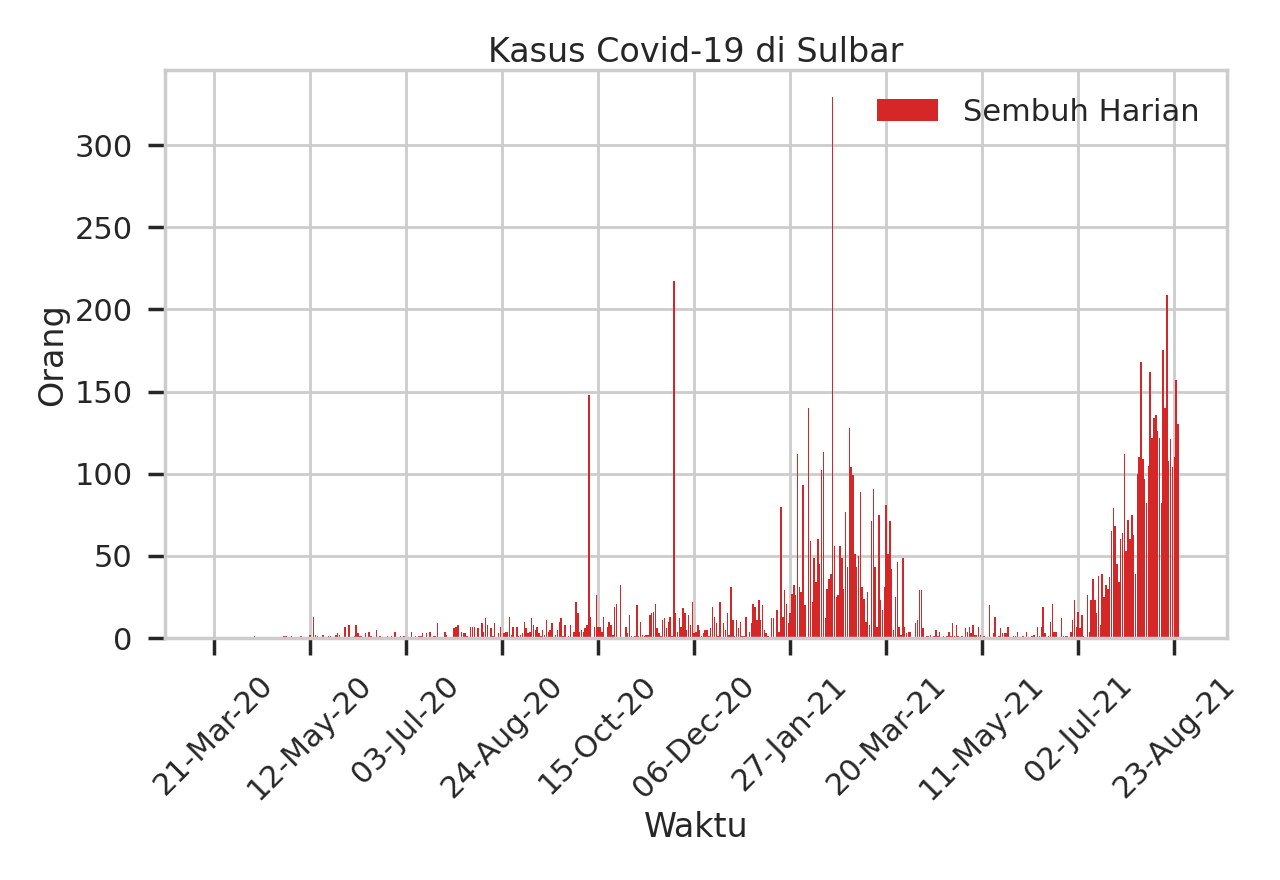 Kasus Covid-19 di Sulbar
Sembuh Harian
300
250
200
150
100
50
0
Orang
21-Mar-20
12-May-20
03-Jul-20
24-Aug-20
15-Oct-20
06-Dec-20
27-Jan-21
20-Mar-21
11-May-21
02-Jul-21
23-Aug-21
Waktu